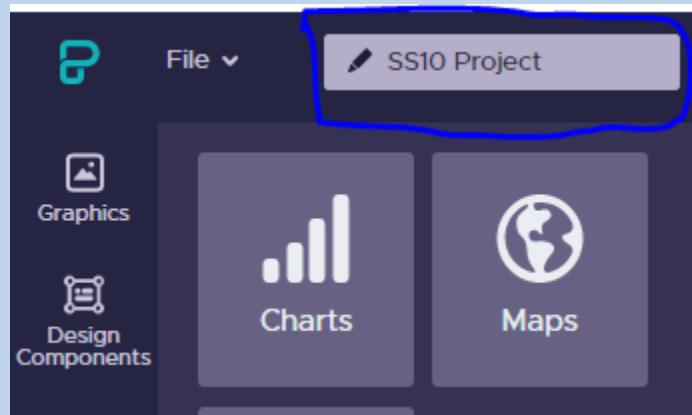 File
SS10 Project
Graphics
Charts
Maps
Design
Components